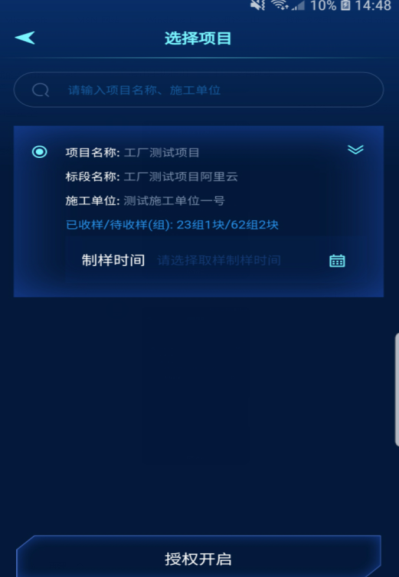 10% 14:48
选择项目
请输入项目名称、施工单位
项目名称: 工厂测试项目
标段名称: 工厂测试项目阿里云
施工单位: 测试施工单位一号
已收样/待收样(组): 23组1块/62组2块
制样时间 请选择取样制样时间
授权开启